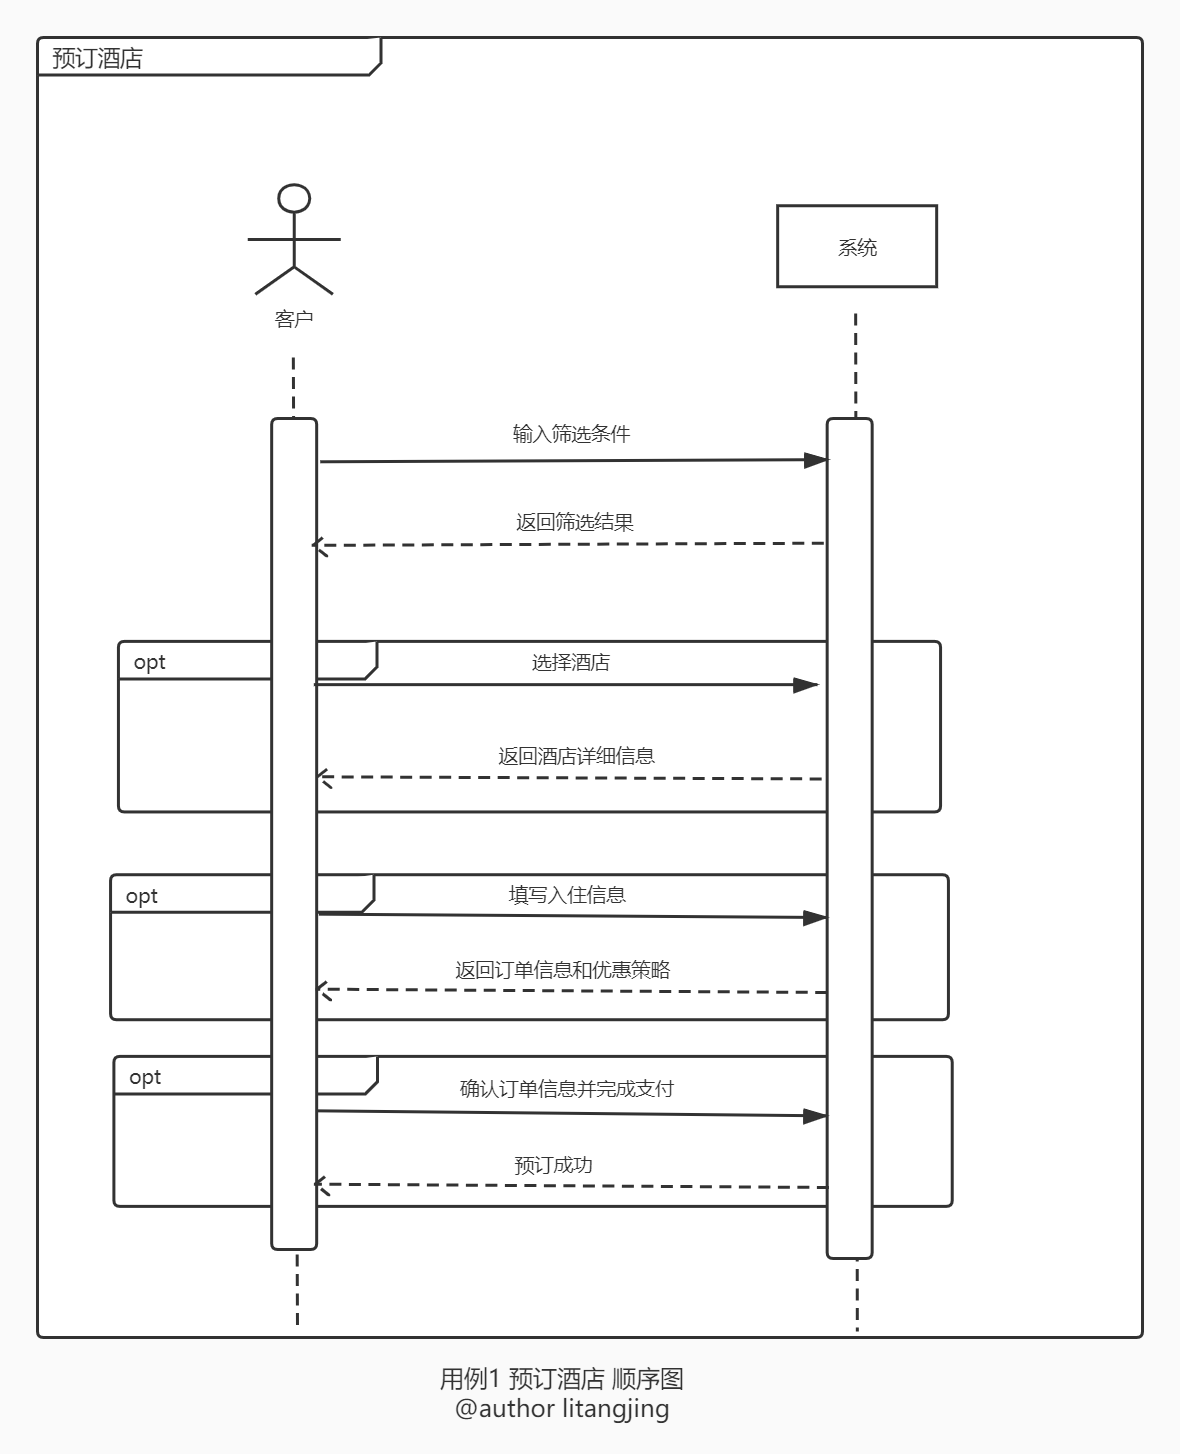 预订酒店
系统
客户
输入筛选条件
返回筛选结果
opt
选择酒店
返回酒店详细信息
opt
填写入住信息
返回订单信息和优惠策略
opt
确认订单信息并完成支付
预订成功
用例1 预订酒店 顺序图
@author litangjing